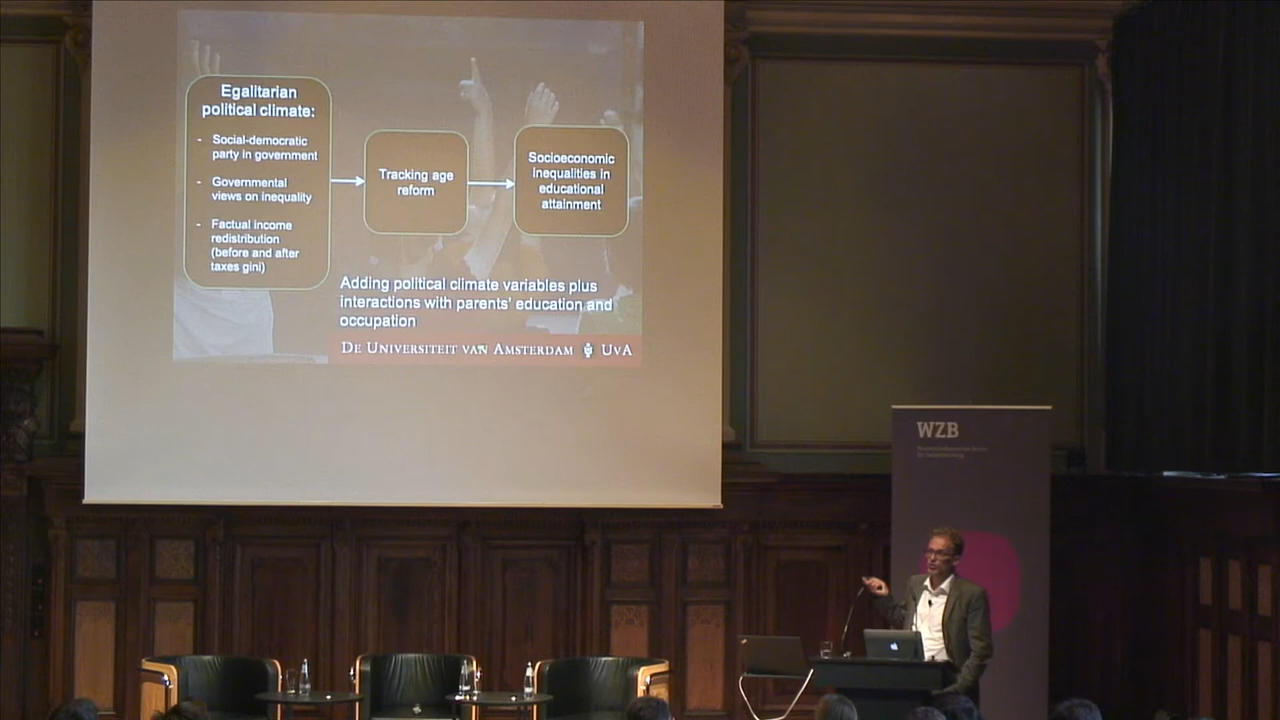 Egalitarian
political climate:
- Social-democratic
party in government
- Governmental
views on inequality
- Factual income
redistribution
(before and after
taxes gini)
Tracking age
reform
Socioeconomic
inequalities in
educational
attainment
Adding political climate variables plus
interactions with parents' education and
occupation
DE UNIVERSITEIT VAN AMSTERDAM UVA
WZB